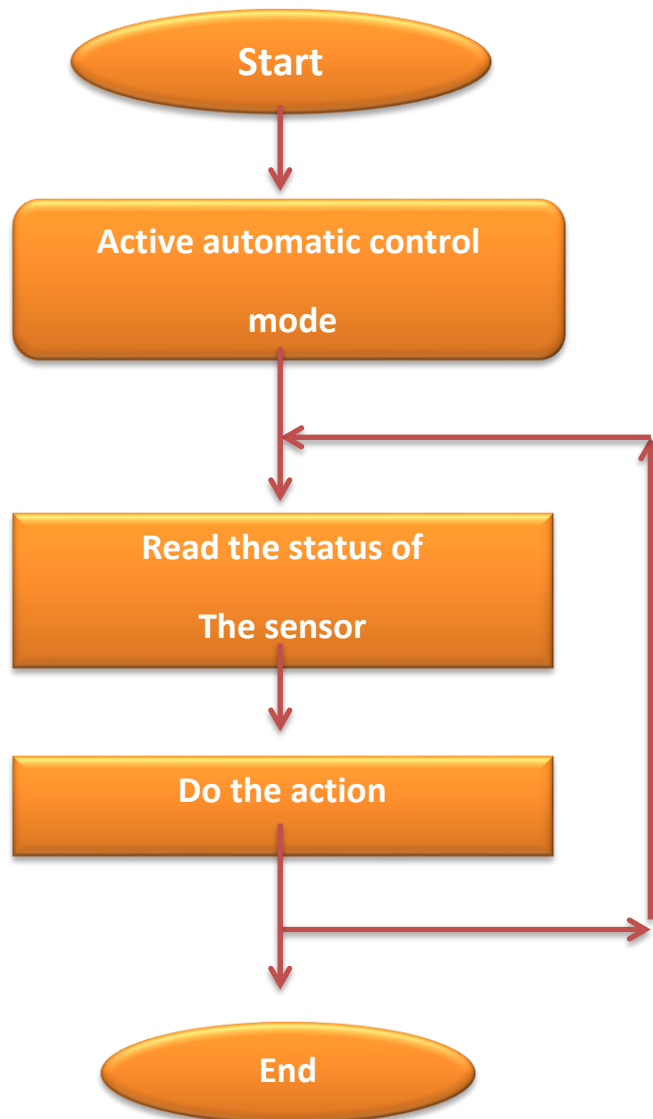 Start
Active automatic control
mode
Read the status of
The sensor
Do the action
End